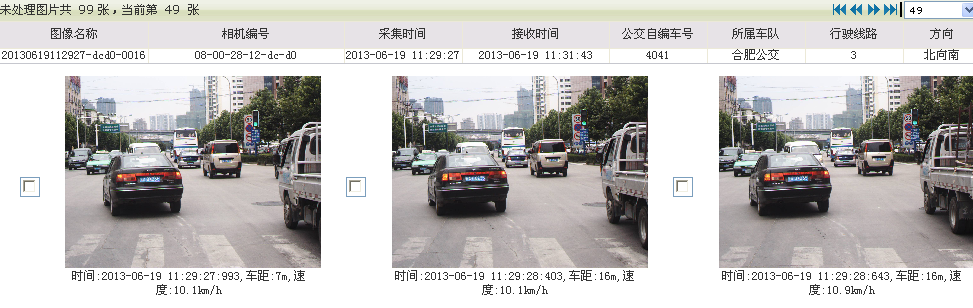 未处理图片共 99 张，当前第 49 张
49
图像名称 相机编号 采集时间 接收时间 公交自编车号 所属车队 行驶线路 方向
20130619112927-dcd0-0016 08-00-28-12-dc-d0 2013-06-19 11:29:27 2013-06-19 11:31:43 4041 合肥公交 3 北向南
时间:2013-06-19 11:29:27:993,车距:7m,速
度:10.1km/h
时间:2013-06-19 11:29:28:403,车距:16m,速
度:10.1km/h
时间:2013-06-19 11:29:28:643,车距:16m,速
度:10.9km/h